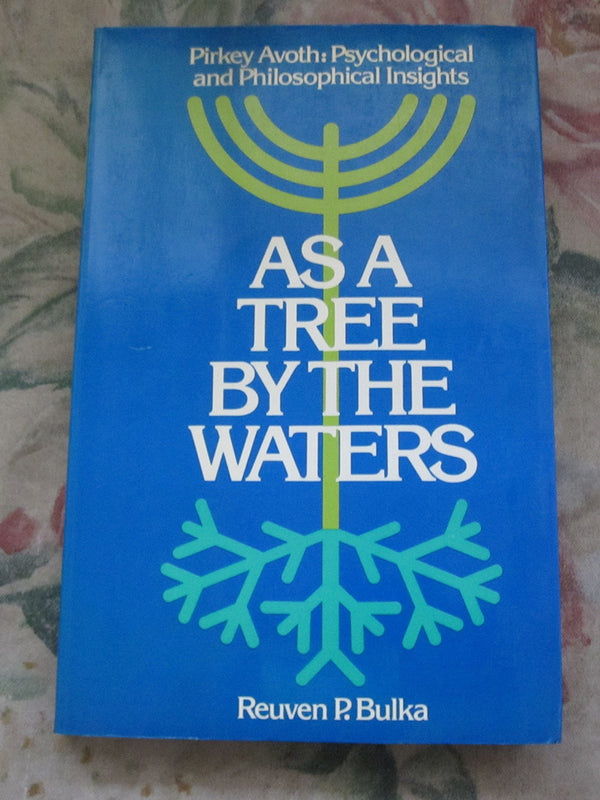 Pirkey Avoth: Psychological
and Philosophical Insights
AS A
TREE
BY THE
WATERS
Reuven P. Bulka